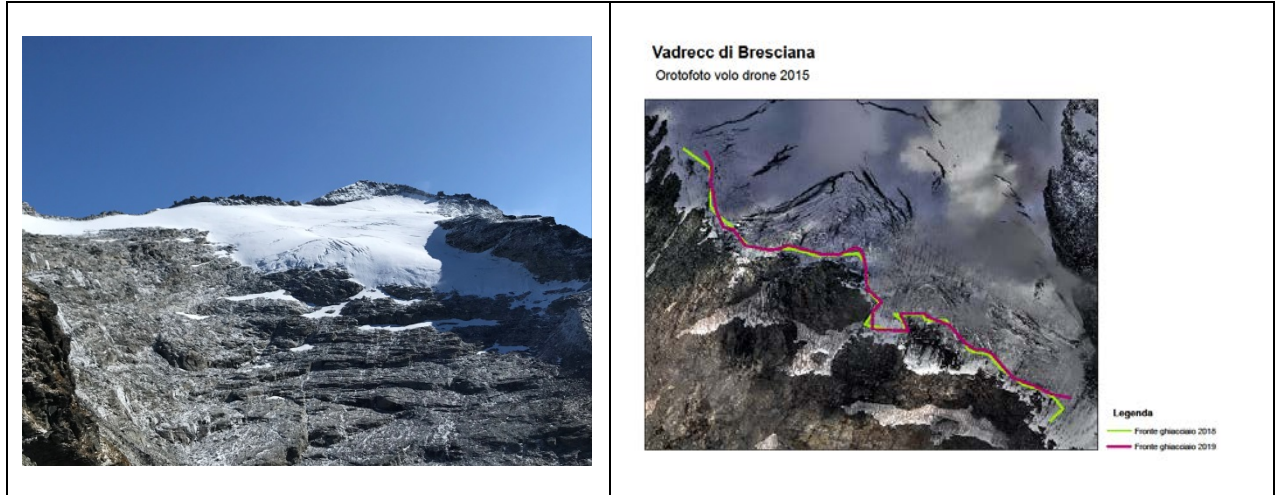 Vadrecc di Bresciana
Orotofoto volo drone 2015
Legenda
Fronte ghiacciaio 2018
Fronte ghiacciaio 2019